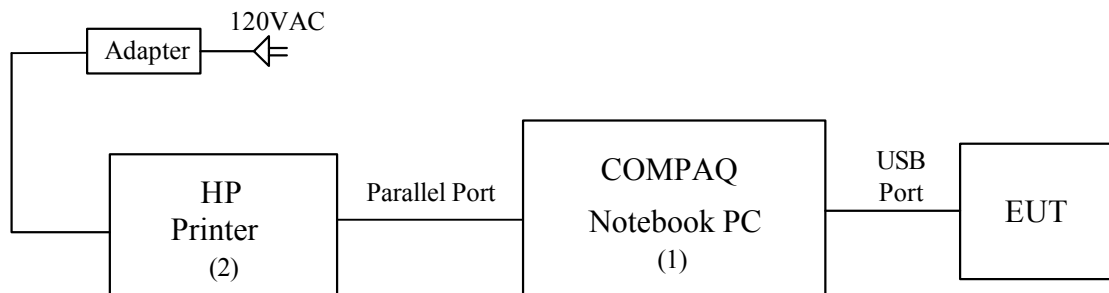 120VAC
Adapter
HP
Printer
(2)
Parallel Port
COMPAQ
Notebook PC
(1)
USB
Port
EUT